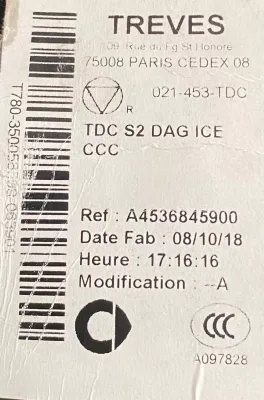 TREVES
109, Rue du Fg St Honore
75008 PARIS CEDEX 08
R
021-453-TDC
TDC S2 DAG ICE
CCC
Ref : A4536845900
Date Fab : 08/10/18
Heure : 17:16:16
Modification : --A
CCC
A097828